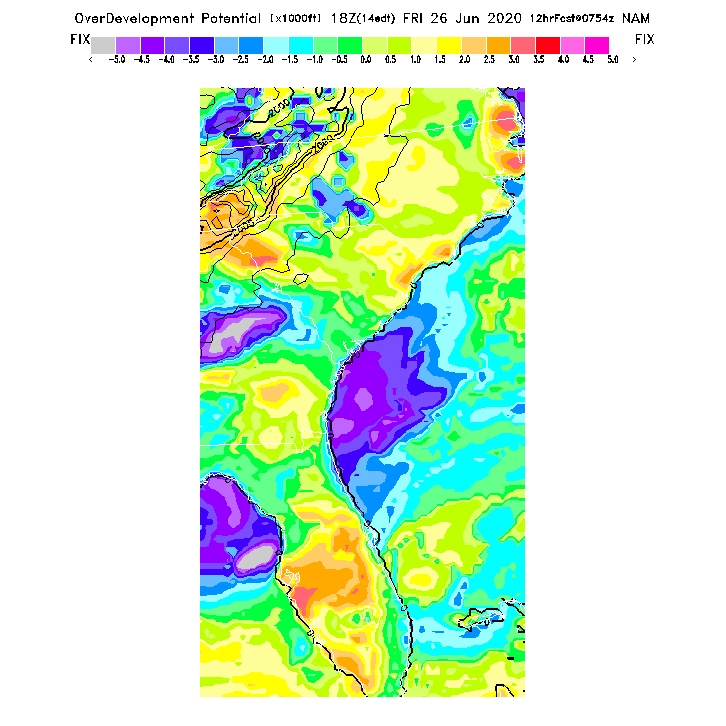 OverDevelopment Potential [x1000ft] 18Z(14edt) FRI 26 Jun 2020 12hrFcst@0754z NAM
FIX FIX
< -5.0 -4.5 -4.0 -3.5 -3.0 -2.5 -2.0 -1.5 -1.0 -0.5 0.0 0.5 1.0 1.5 2.0 2.5 3.0 3.5 4.0 4.5 5.0 >
2000
2000